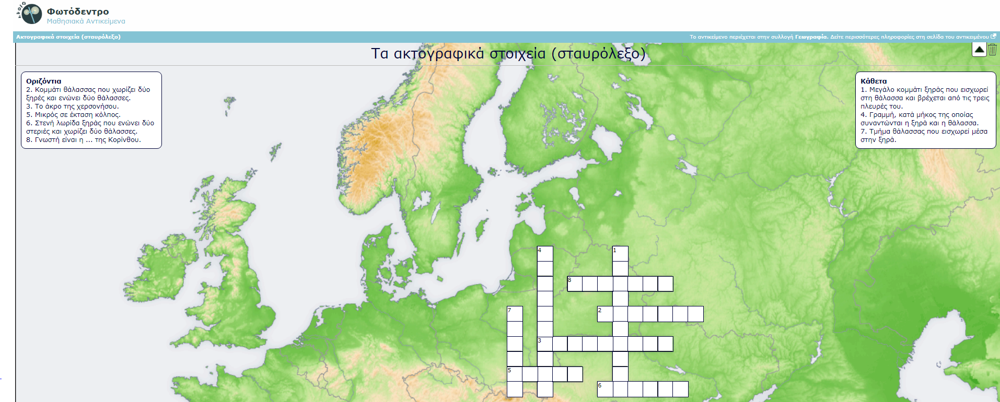 Φωτόδεντρο
Μαθησιακά Αντικείμενα
Ακτογραφικά στοιχεία (σταυρόλεξο)
Το αντικείμενο περιέχεται στην συλλογή Γεωγραφία. Δείτε περισσότερες πληροφορίες στη σελίδα του αντικειμένου
Τα ακτογραφικά στοιχεία (σταυρόλεξο)
Οριζόντια
2. Κομμάτι θάλασσας που χωρίζει δύο
ξηρές και ενώνει δύο θάλασσες.
3. Το άκρο της χερσονήσου.
5. Μικρός σε έκταση κόλπος.
6. Στενή λωρίδα ξηράς που ενώνει δύο
στεριές και χωρίζει δύο θάλασσες.
8. Γνωστή είναι η ... της Κορίνθου.
Κάθετα
1. Μεγάλο κομμάτι ξηράς που εισχωρεί
στη θάλασσα και βρέχεται από τις τρεις
πλευρές του.
4. Γραμμή, κατά μήκος της οποίας
συναντώνται η ξηρά και η θάλασσα.
7. Τμήμα θάλασσας που εισχωρεί μέσα
στην ξηρά.
4
1
8
7
2
3
5
6